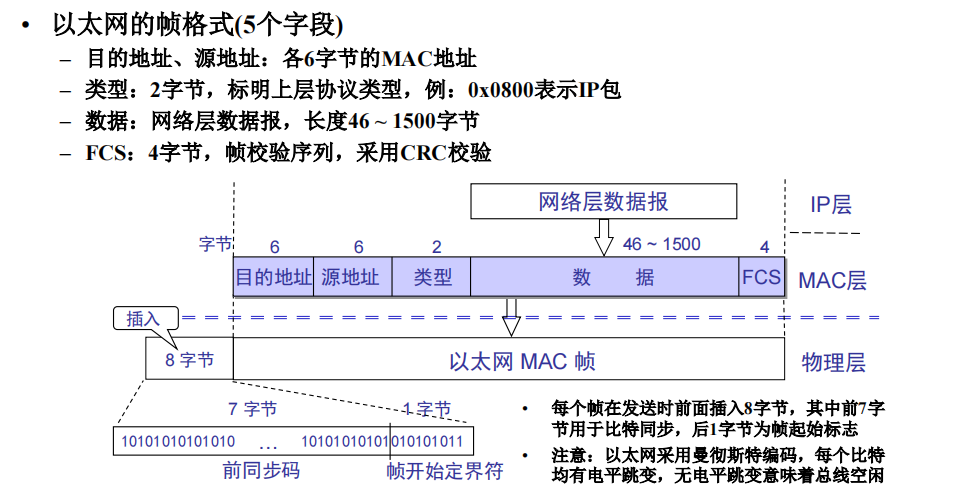 • 以太网的帧格式(5个字段)
– 目的地址、源地址：各6字节的MAC地址
– 类型：2字节，标明上层协议类型，例：0x0800表示IP包
– 数据：网络层数据报，长度46 ~ 1500字节
– FCS：4字节，帧校验序列，采用CRC校验
网络层数据报
IP层
字节 6 6 2 46 ~ 1500 4
目的地址 源地址 类型 数 据 FCS
MAC层
插入
8 字节
以太网 MAC 帧
物理层
7 字节 1 字节
10101010101010 … 10101010101010101011
前同步码 帧开始定界符
• 每个帧在发送时前面插入8字节，其中前7字
节用于比特同步，后1字节为帧起始标志
• 注意：以太网采用曼彻斯特编码，每个比特
均有电平跳变，无电平跳变意味着总线空闲